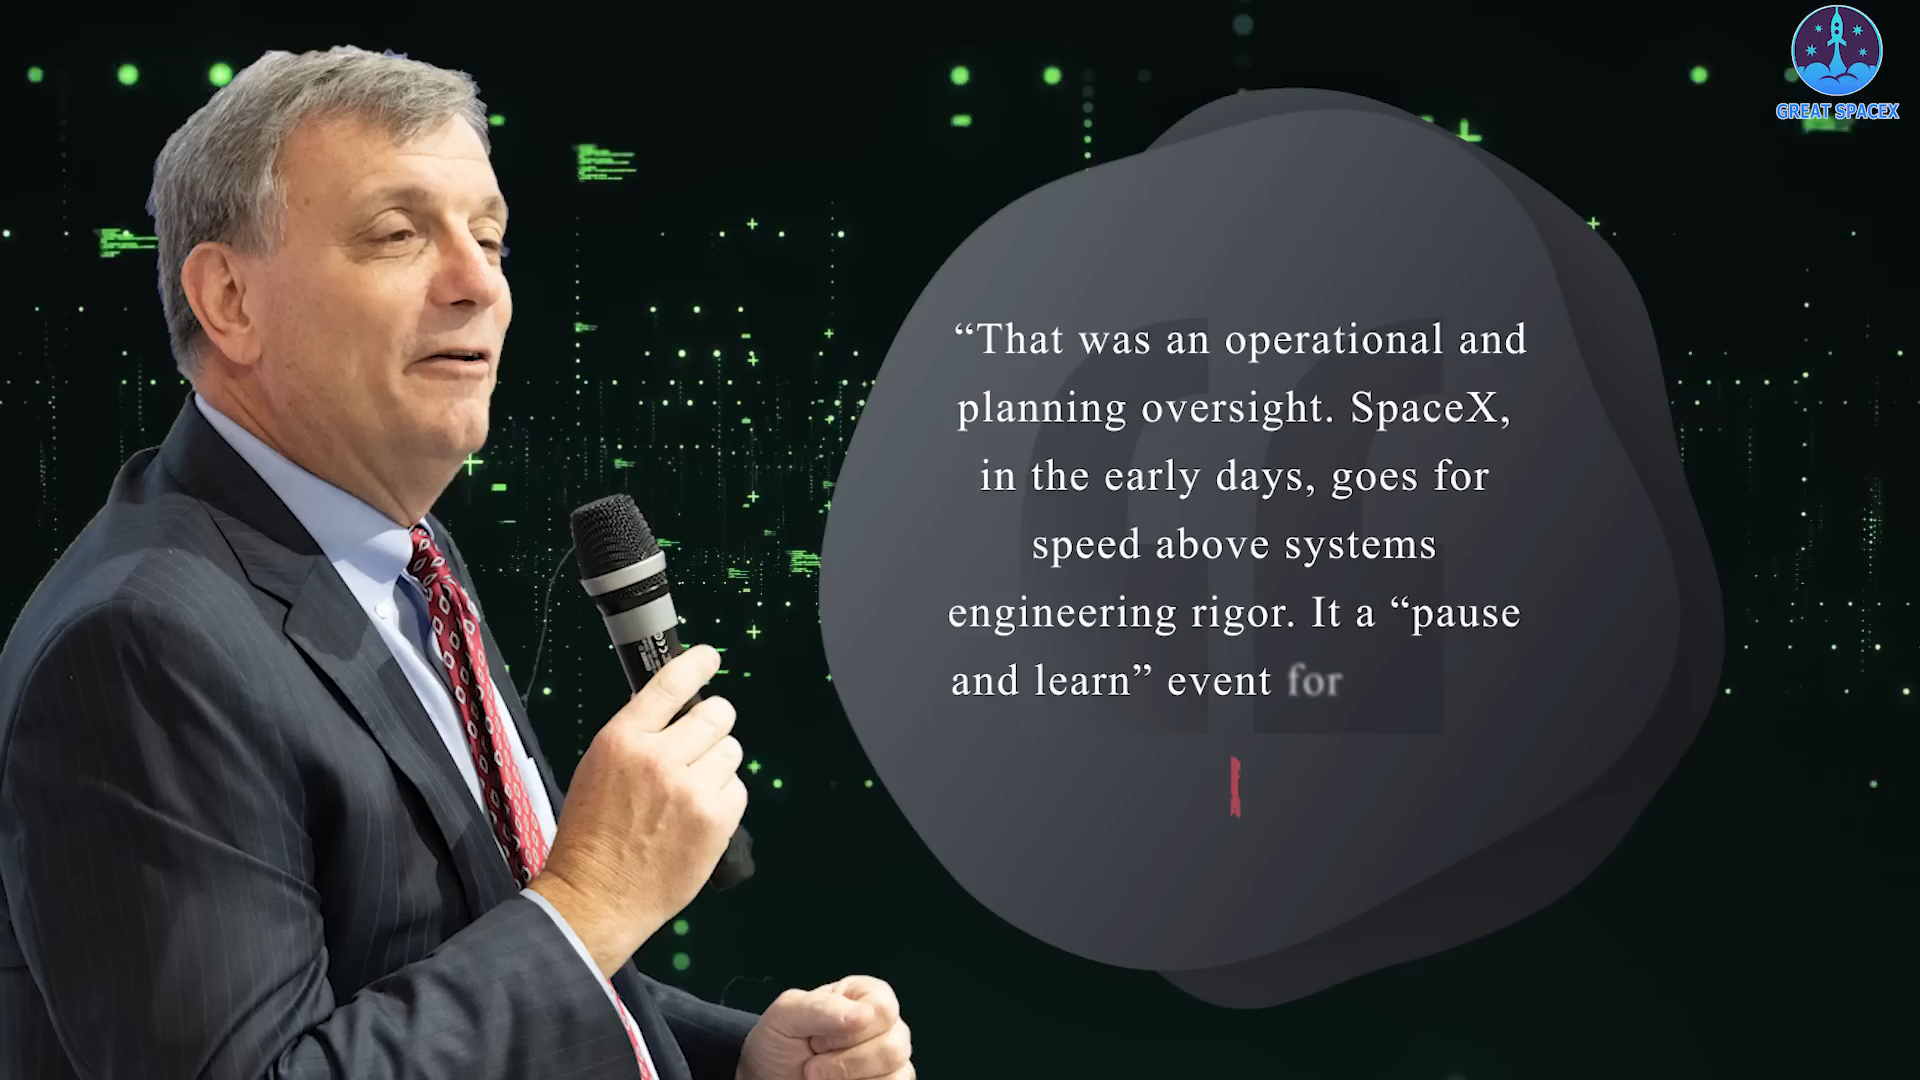 GREAT SPACEX
“That was an operational and
planning oversight. SpaceX,
in the early days, goes for
speed above systems
engineering rigor. It a “pause
and learn” event for